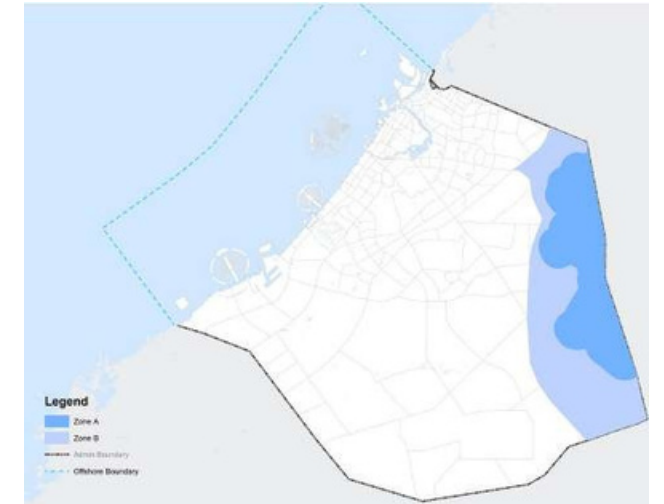 Legend
Zone A
Zone B
Admin Boundary
Offshore Boundary